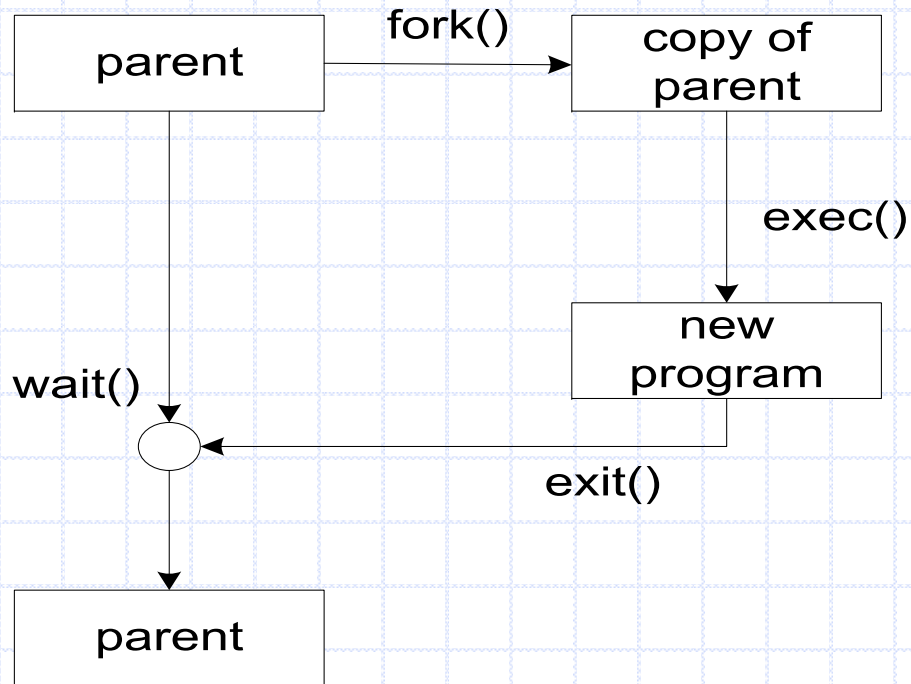 fork()
parent
copy of
parent
exec()
new
program
wait()
exit()
parent